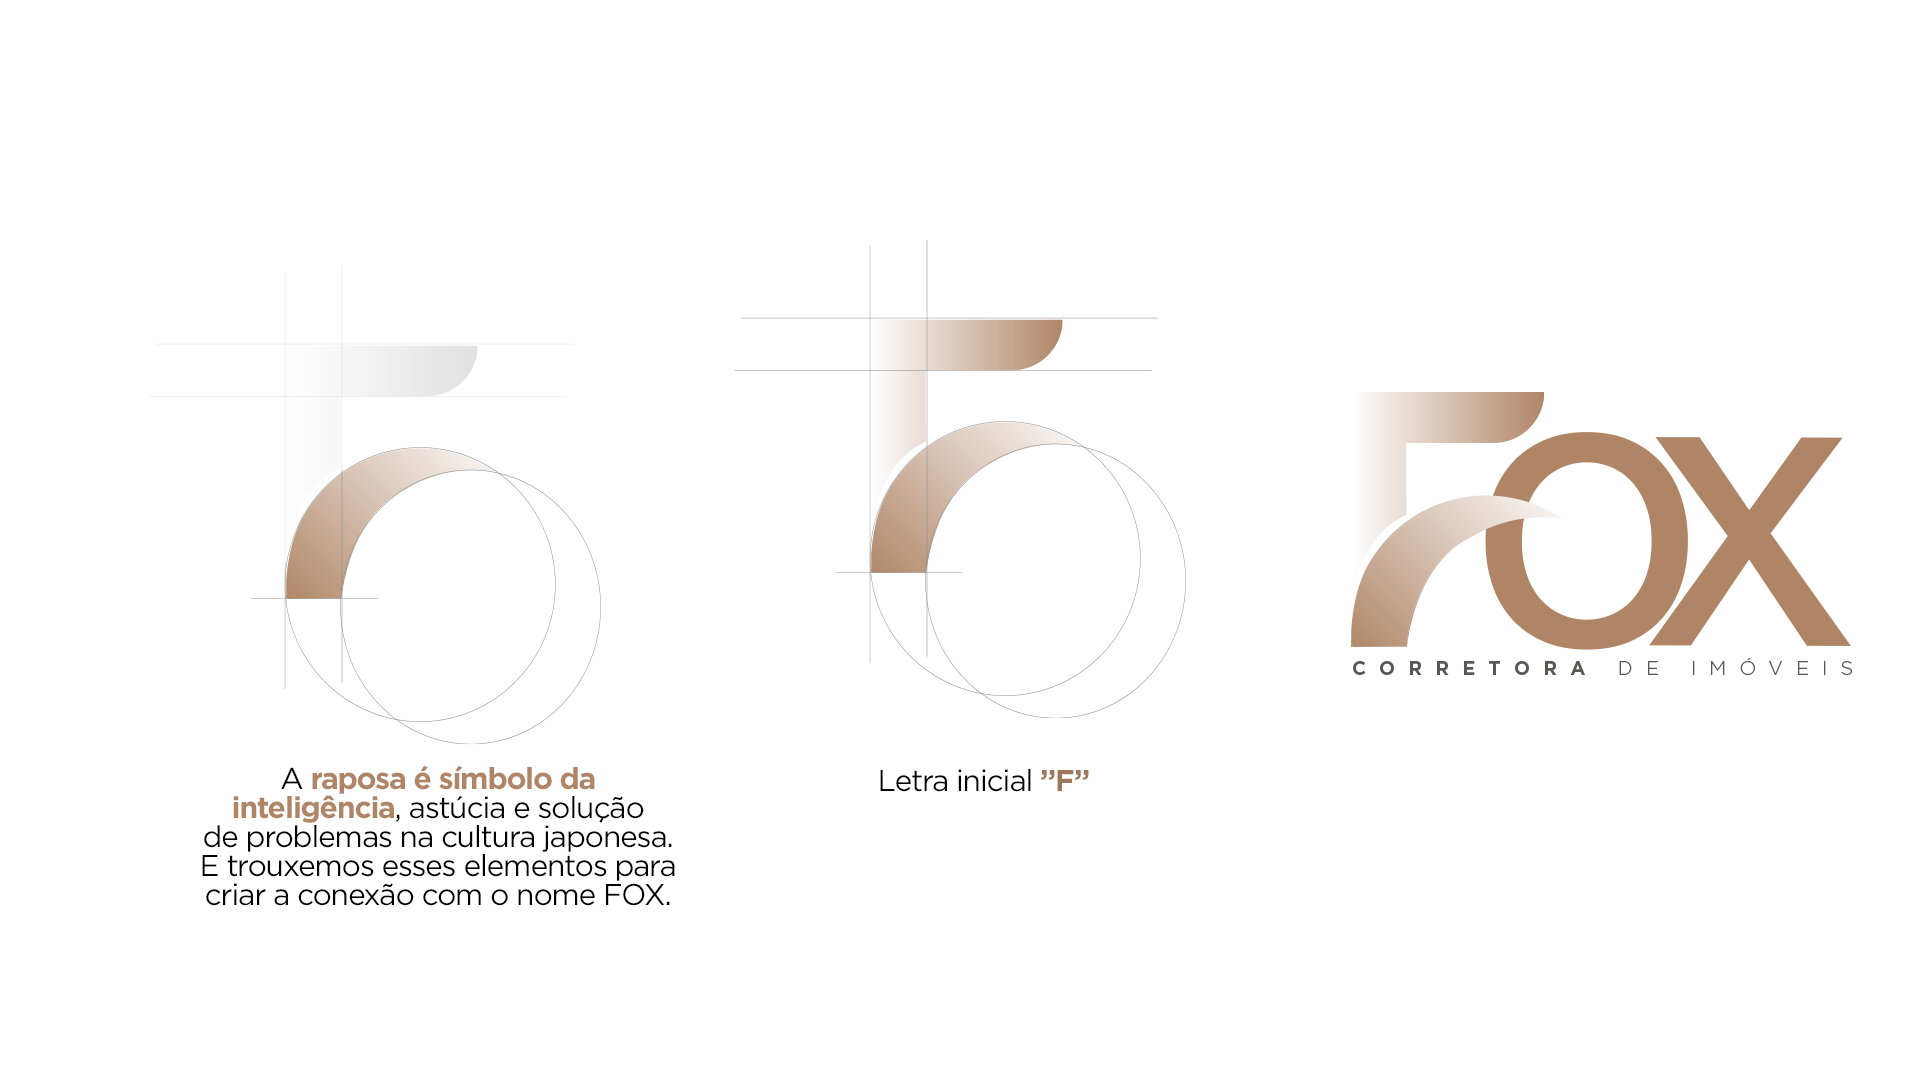 A raposa é símbolo da
inteligência, astúcia e solução
de problemas na cultura japonesa.
E trouxemos esses elementos para
criar a conexão com o nome FOX.
Letra inicial ”F”
FOX
CORRETORA DE IMÓVEIS